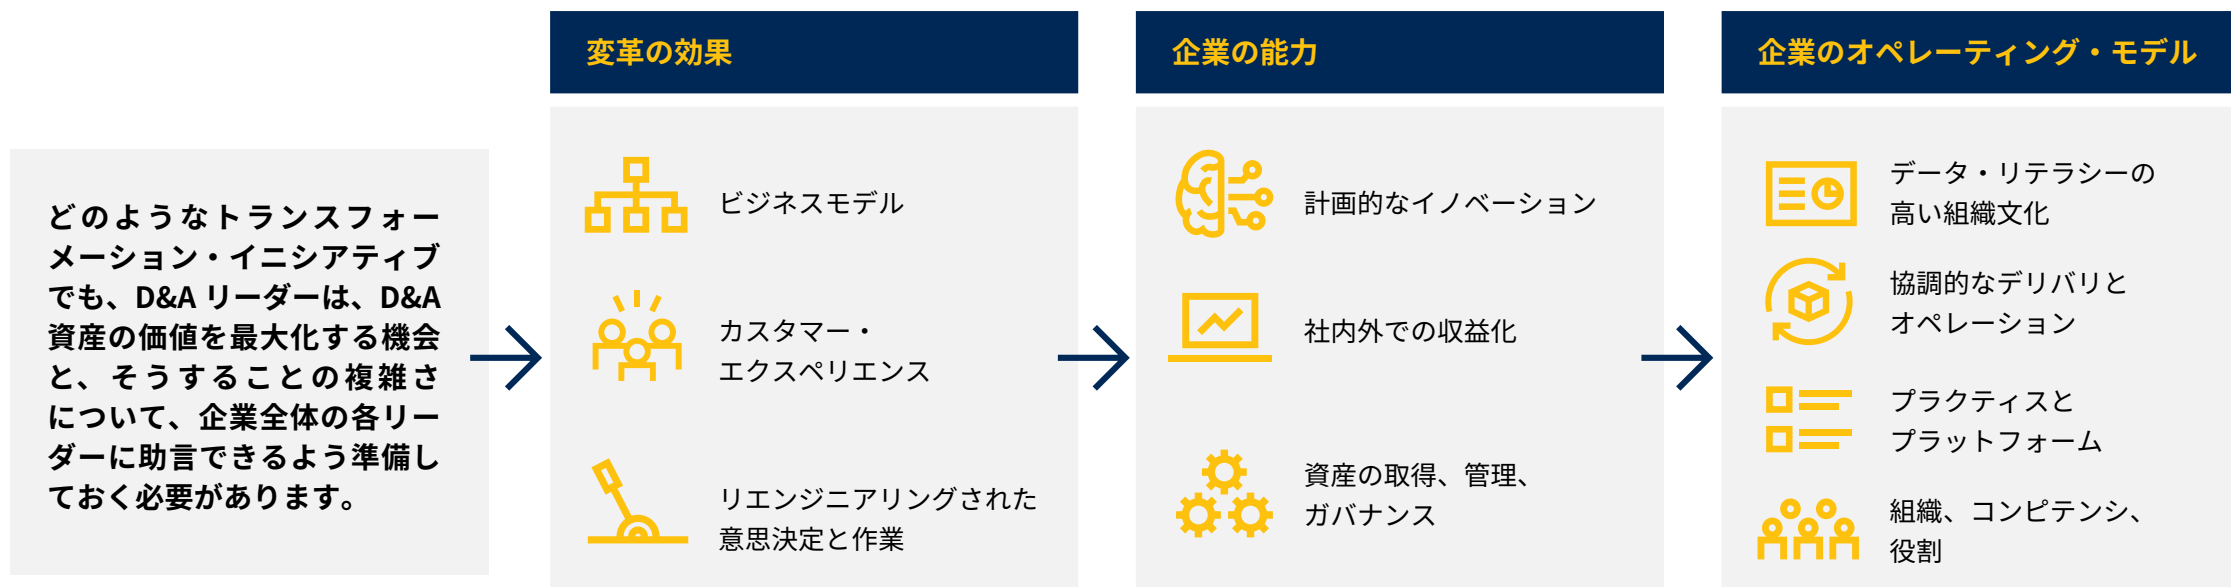 どのようなトランスフォー
メーション・イニシアティブ
でも、D&A リーダーは、D&A
資産の価値を最大化する機会
と、そうすることの複雑さ
について、企業全体の各リー
ダーに助言できるよう準備し
ておく必要があります。
変革の効果
ビジネスモデル
カスタマー・
エクスペリエンス
リエンジニアリングされた
意思決定と作業
企業の能力
計画的なイノベーション
社内外での収益化
資産の取得、管理、
ガバナンス
企業のオペレーティング・モデル
データ・リテラシーの
高い組織文化
協調的なデリバリと
オペレーション
プラクティスと
プラットフォーム
組織、コンピテンシ、
役割